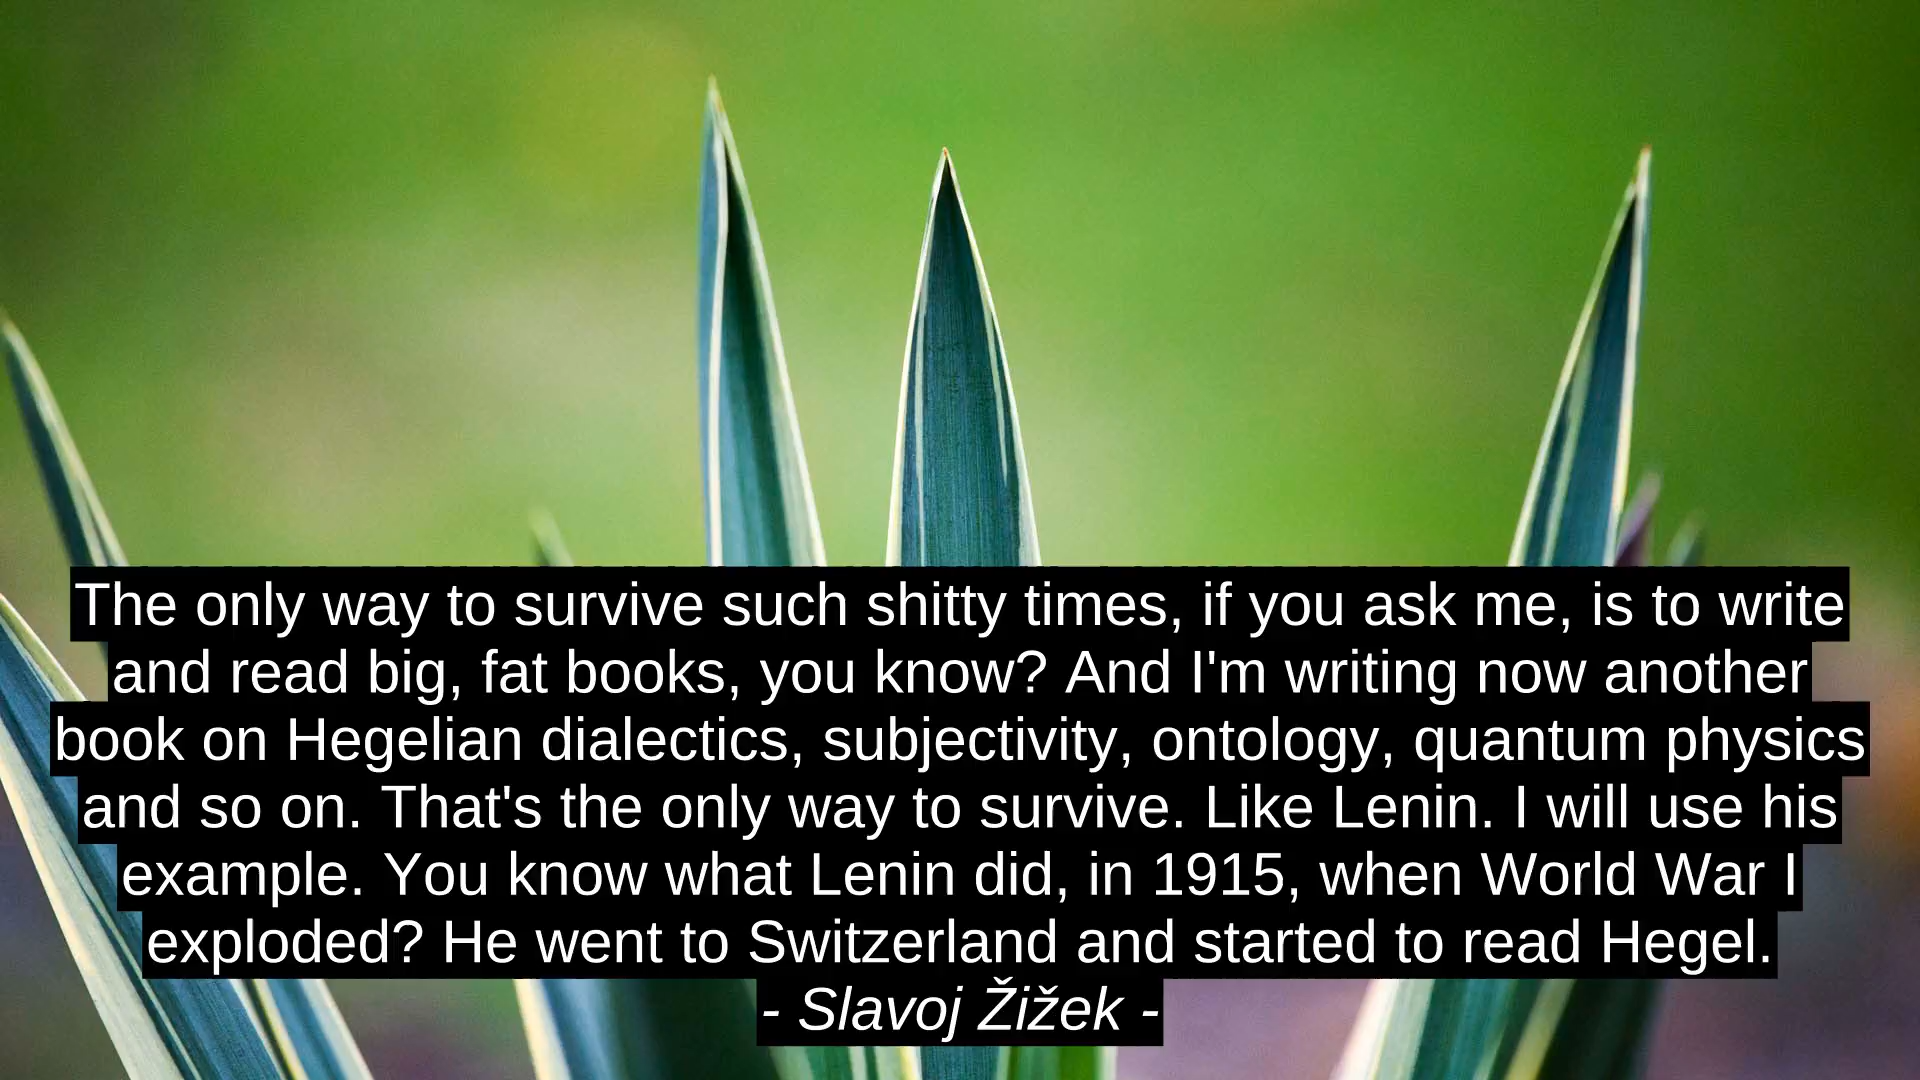 The only way to survive such shitty times, if you ask me, is to write
and read big, fat books, you know? And I'm writing now another
book on Hegelian dialectics, subjectivity, ontology, quantum physics
and so on. That's the only way to survive. Like Lenin. I will use his
example. You know what Lenin did, in 1915, when World War I
exploded? He went to Switzerland and started to read Hegel.
- Slavoj Žižek -